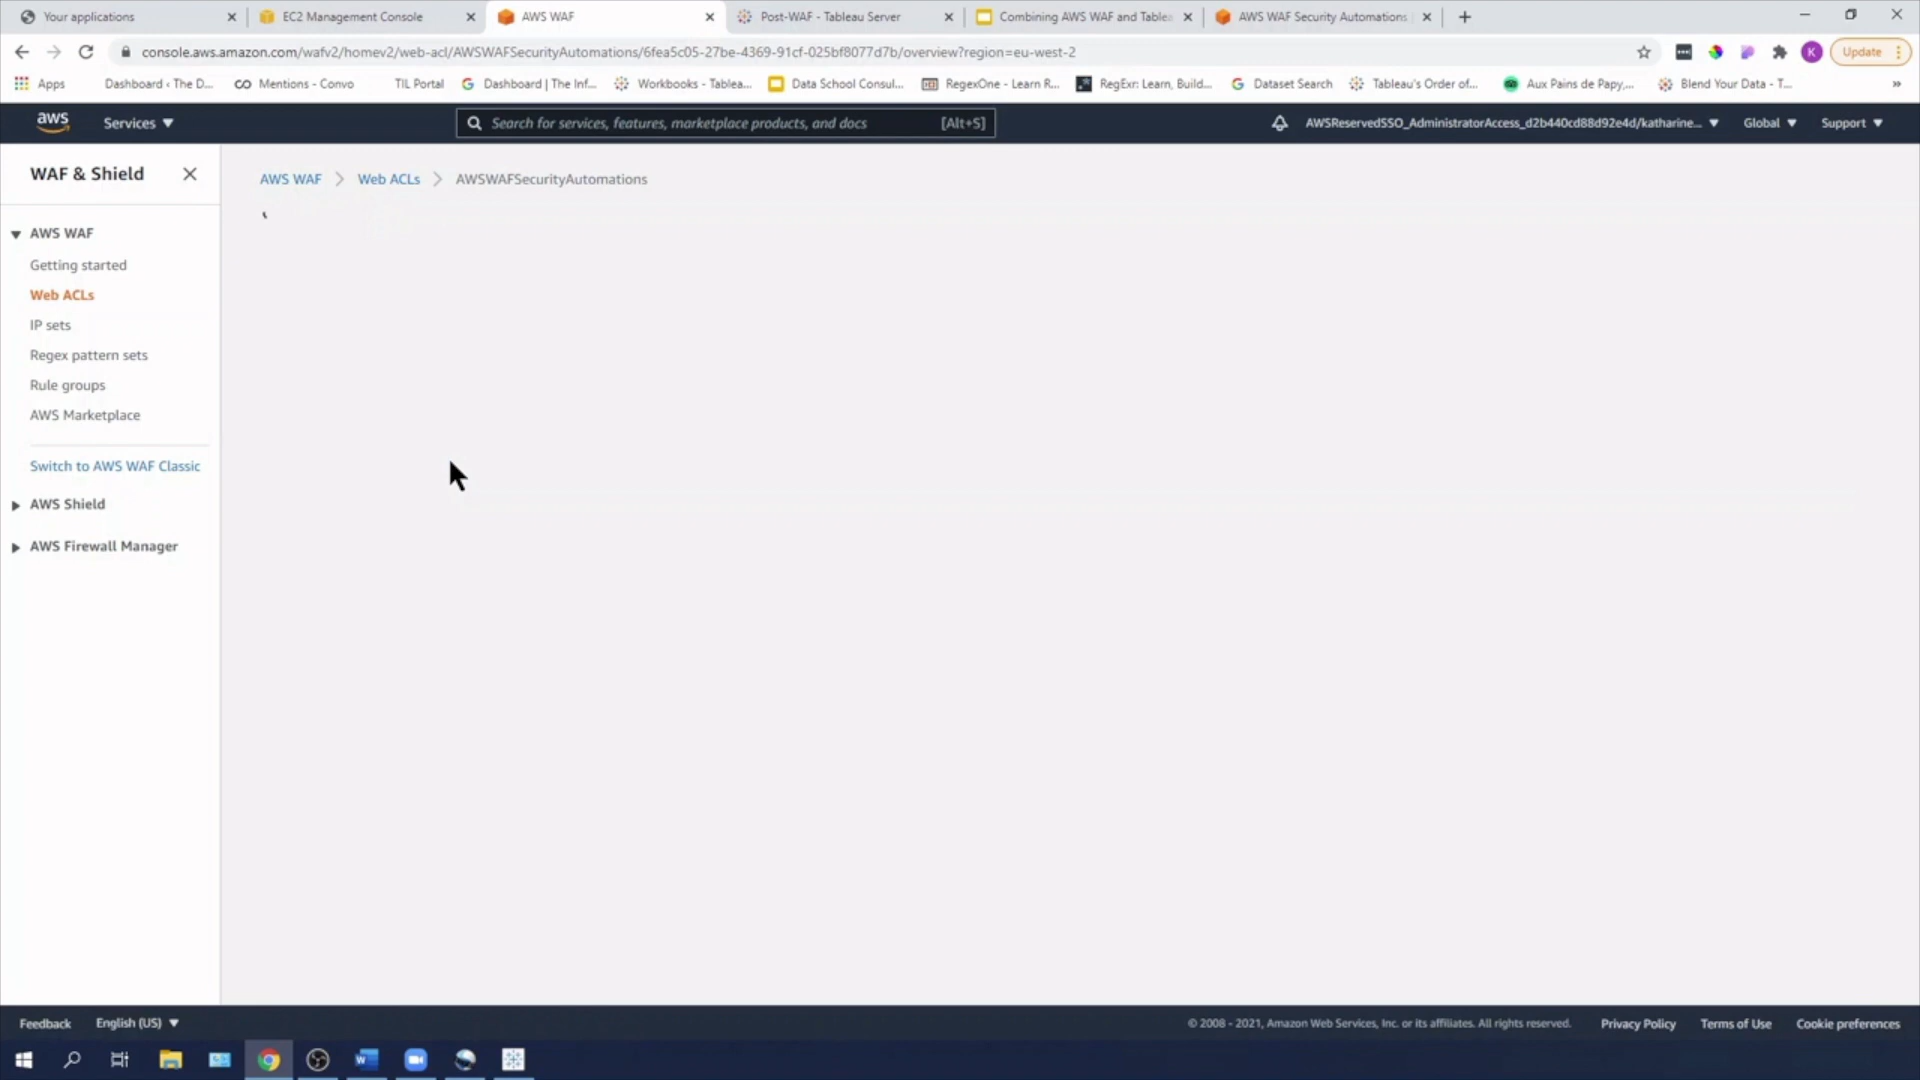 Your applications
EC2 Management Console
AWS WAF
Post-WAF - Tableau Server
Combining AWS WAF and Tablea
AWS WAF Security Automations
console.aws.amazon.com/wafv2/homev2/web-acl/AWSWAFSecurityAutomations/6fea5c05-27be-4369-91cf-025bf8077d7b/overview?region=eu-west-2
K
Update
Apps
Dashboard ‹ The D...
Mentions - Convo
TIL Portal
Dashboard | The Inf...
Workbooks - Tablea...
Data School Consul...
RegexOne - Learn R...
RegExr: Learn, Build...
Dataset Search
Tableau's Order of...
Aux Pains de Papy,...
Blend Your Data - T...
»
aws
Services
Search for services, features, marketplace products, and docs
[Alt+S]
AWSReservedSSO_AdministratorAccess_d2b440cd88d92e4d/katharine...
Global
Support
WAF & Shield
AWS WAF
Getting started
Web ACLs
IP sets
Regex pattern sets
Rule groups
AWS Marketplace
Switch to AWS WAF Classic
AWS Shield
AWS Firewall Manager
AWS WAF > Web ACLs > AWSWAFSecurityAutomations
Feedback
English (US)
© 2008 - 2021, Amazon Web Services, Inc. or its affiliates. All rights reserved.
Privacy Policy
Terms of Use
Cookie preferences